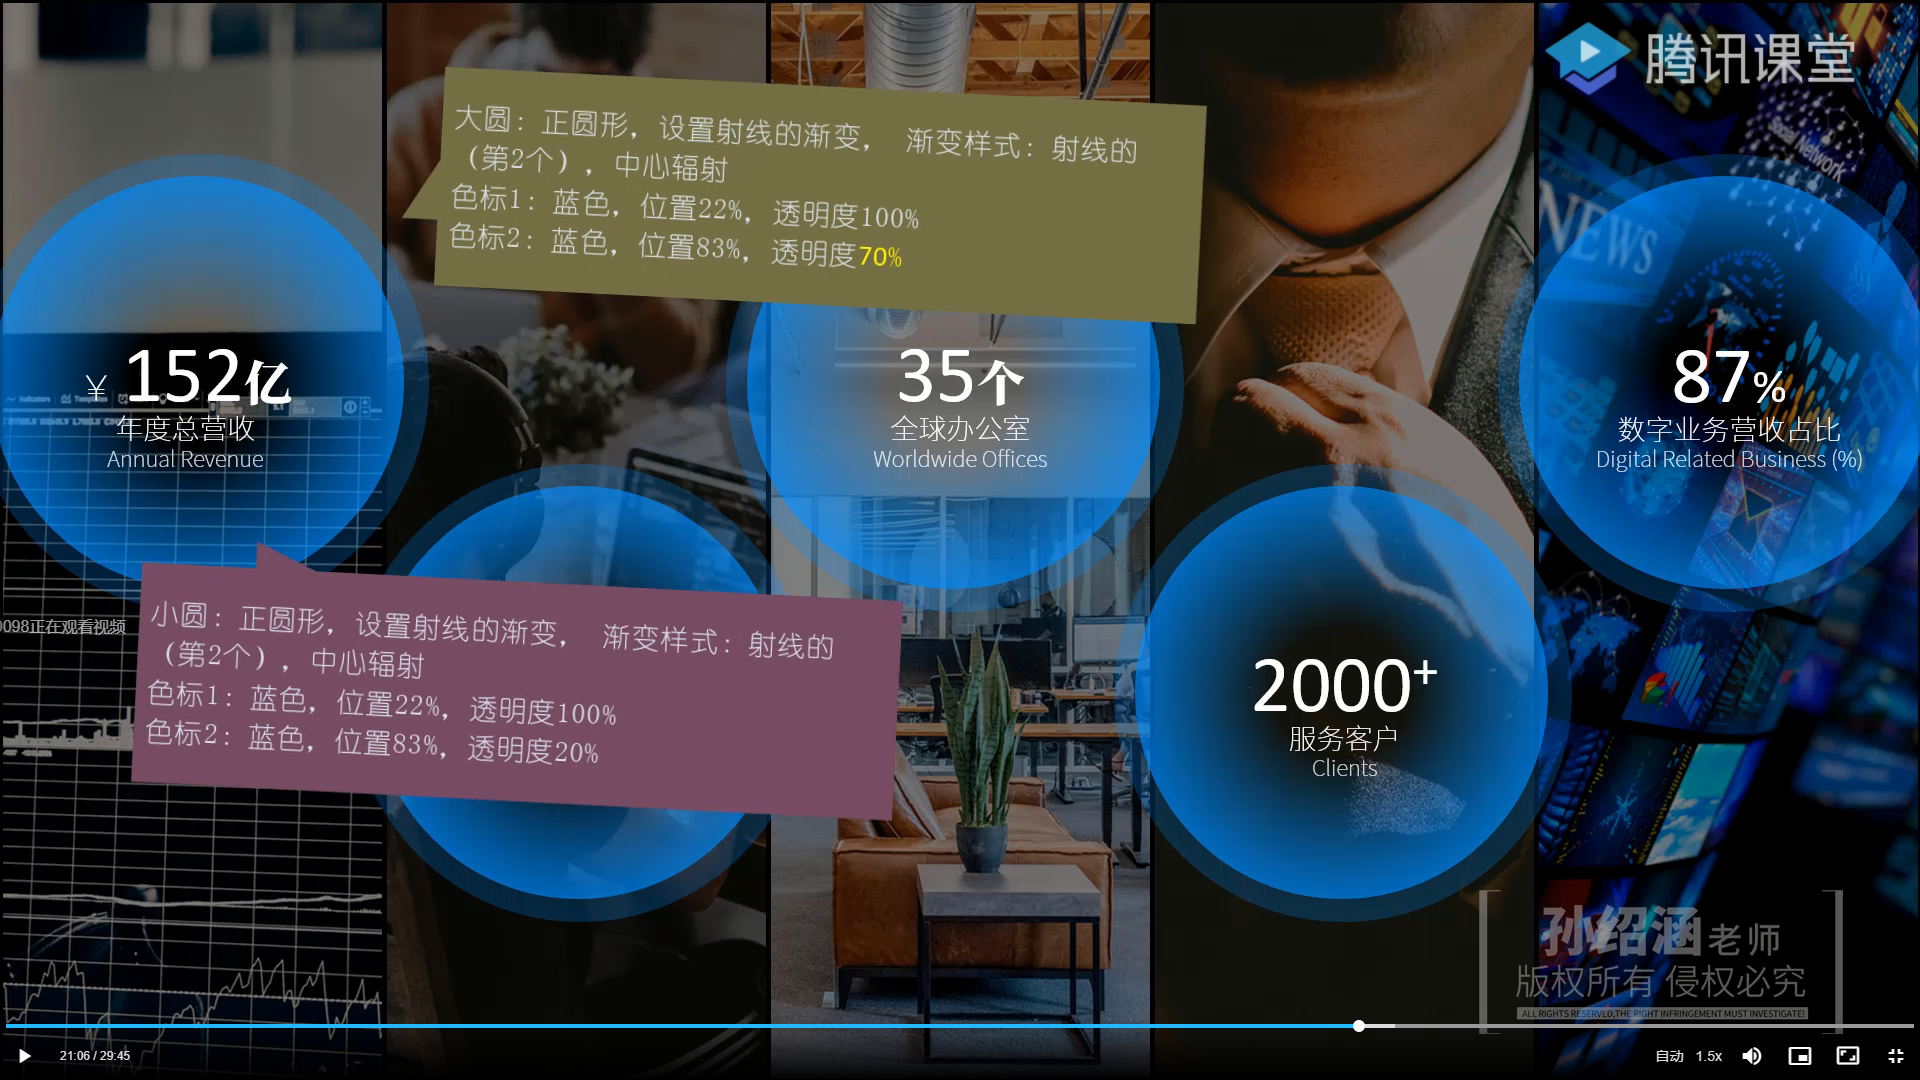 腾讯课堂
大圆：正圆形，设置射线的渐变， 渐变样式：射线的
（第2个），中心辐射
色标1：蓝色，位置22%，透明度100%
色标2：蓝色，位置83%，透明度70%
Social Network
NEWS
¥ 152亿
年度总营收
Annual Revenue
35个
全球办公室
Worldwide Offices
87%
数字业务营收占比
Digital Related Business (%)
小圆：正圆形，设置射线的渐变， 渐变样式：射线的
（第2个），中心辐射
色标1：蓝色，位置22%，透明度100%
色标2：蓝色，位置83%，透明度20%
0098正在观看视频
2000+
服务客户
Clients
孙绍涵老师
版权所有 侵权必究
ALL RIGHTS RESERVED,THE RIGHT INFRINGEMENT MUST INVESTIGATE!
21:06 / 29:45
自动 1.5x